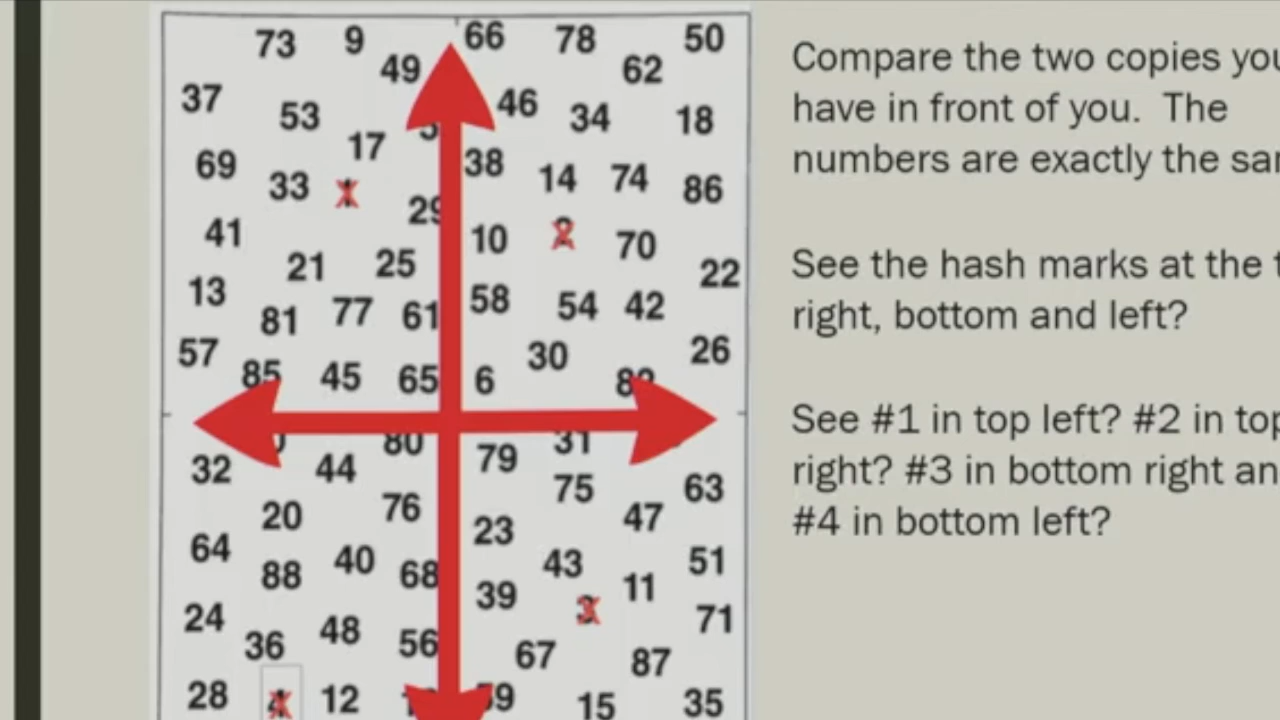 73 9 66 78 50
49 62
37 53 46 34 18
17
69 33 38 14 74 86
29
41 10 2 70
21 25 22
13 58 54 42
81 77 61
57 30 26
85 45 65 6
80 31
32 44 79
75 63
20 76 23 47
64 40 43 51
88 68 39 11
24 3 71
36 48 56 67 87
28 4 12 59 15 35
Compare the two copies you
have in front of you. The
numbers are exactly the
See the hash marks at the
right, bottom and left?
See #1 in top left? #2 in
right? #3 in bottom right
#4 in bottom left?